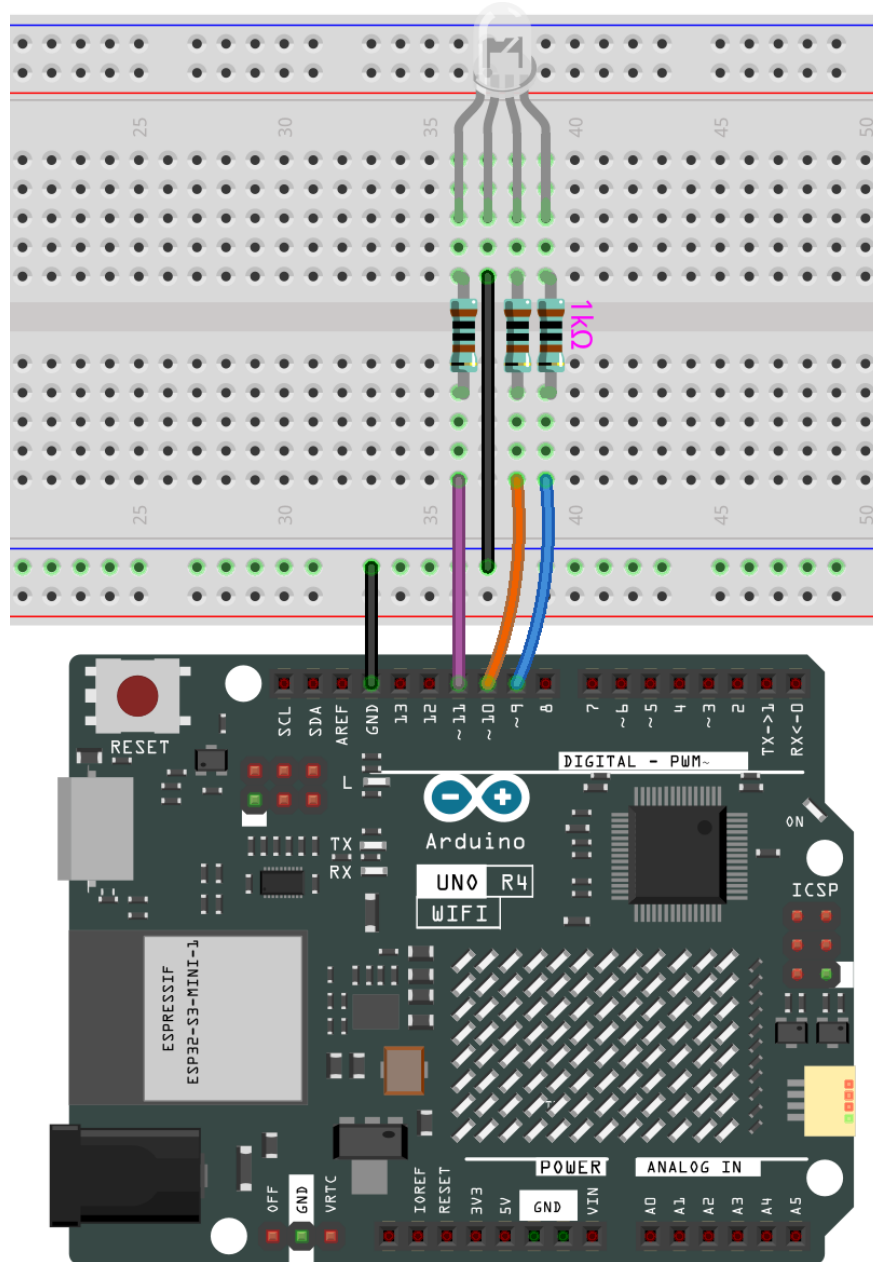 25 30 35 40 45 50
1kΩ
25 30 35 40 45 50
RESET
SCL SDA AREF GND 13 12 ~11 ~10 ~9 8 7 ~6 ~5 4 ~3 2 TX->1 RX<-0
DIGITAL - PWM~
L
ON
TX
RX
Arduino
UNO R4
WIFI
ICSP
ESPRESSIF
ESP32-S3-MINI-1
POWER
ANALOG IN
OFF GND VRTC IOREF RESET 3V3 5V GND VIN A0 A1 A2 A3 A4 A5